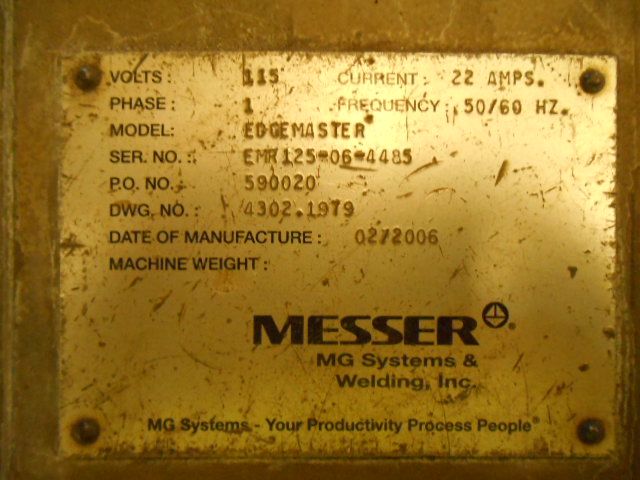 VOLTS : 115 CURRENT : 22 AMPS.
PHASE : 1 FREQUENCY : 50/60 HZ.
MODEL: EDGEMASTER
SER. NO. : EMR125-06-4485
P.O. NO. : 590020
DWG. NO. : 4302.1979
DATE OF MANUFACTURE : 02/2006
MACHINE WEIGHT :
MESSER
MG Systems &
Welding, Inc.
MG Systems - Your Productivity Process People®